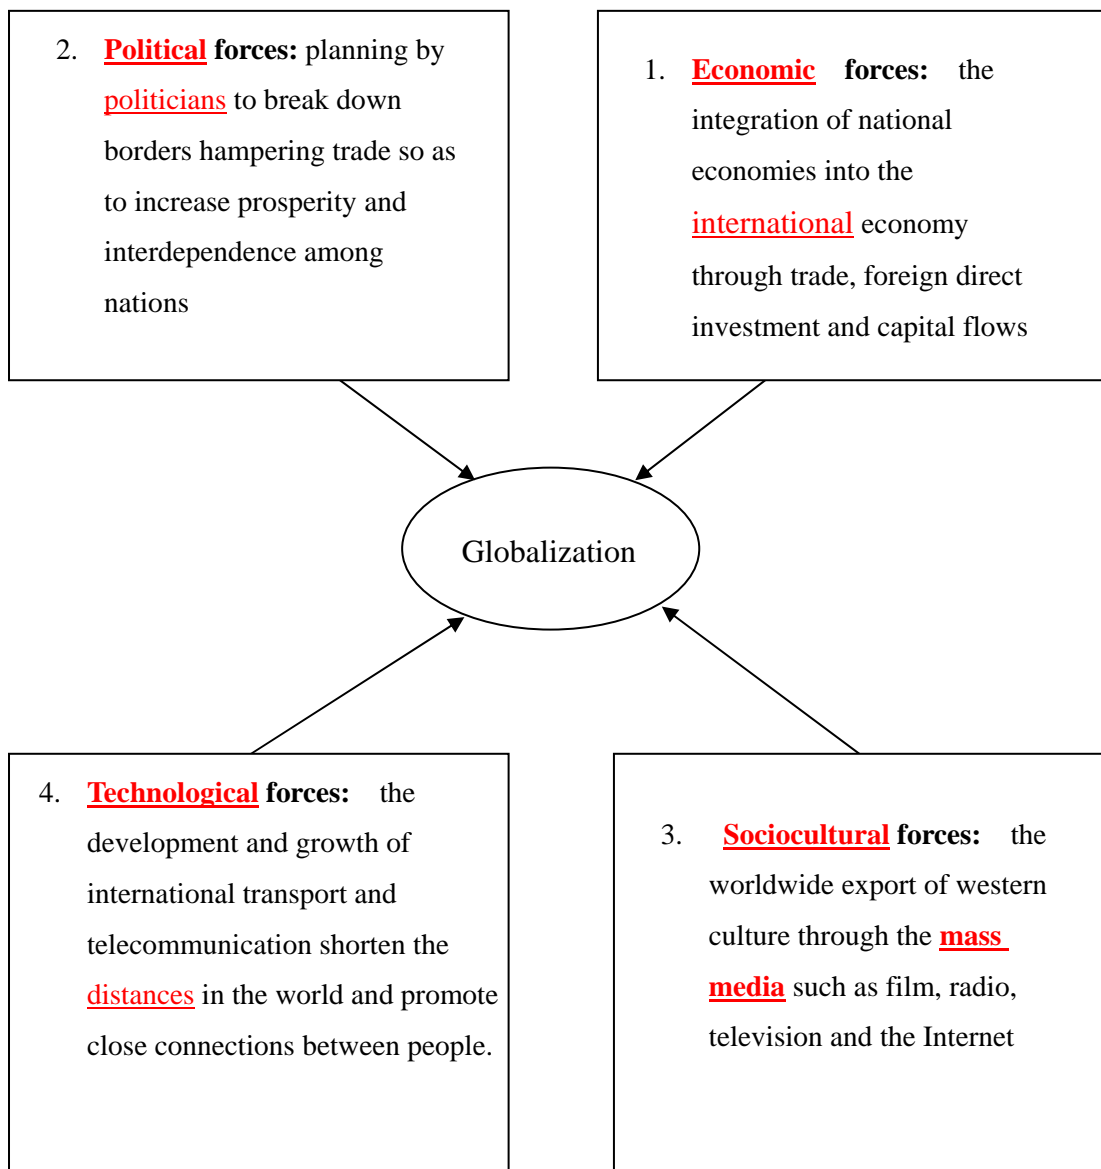 2. Political forces: planning by
politicians to break down
borders hampering trade so as
to increase prosperity and
interdependence among
nations
1. Economic forces: the
integration of national
economies into the
international economy
through trade, foreign direct
investment and capital flows
Globalization
4. Technological forces: the
development and growth of
international transport and
telecommunication shorten the
distances in the world and promote
close connections between people.
3. Sociocultural forces: the
worldwide export of western
culture through the mass
media such as film, radio,
television and the Internet